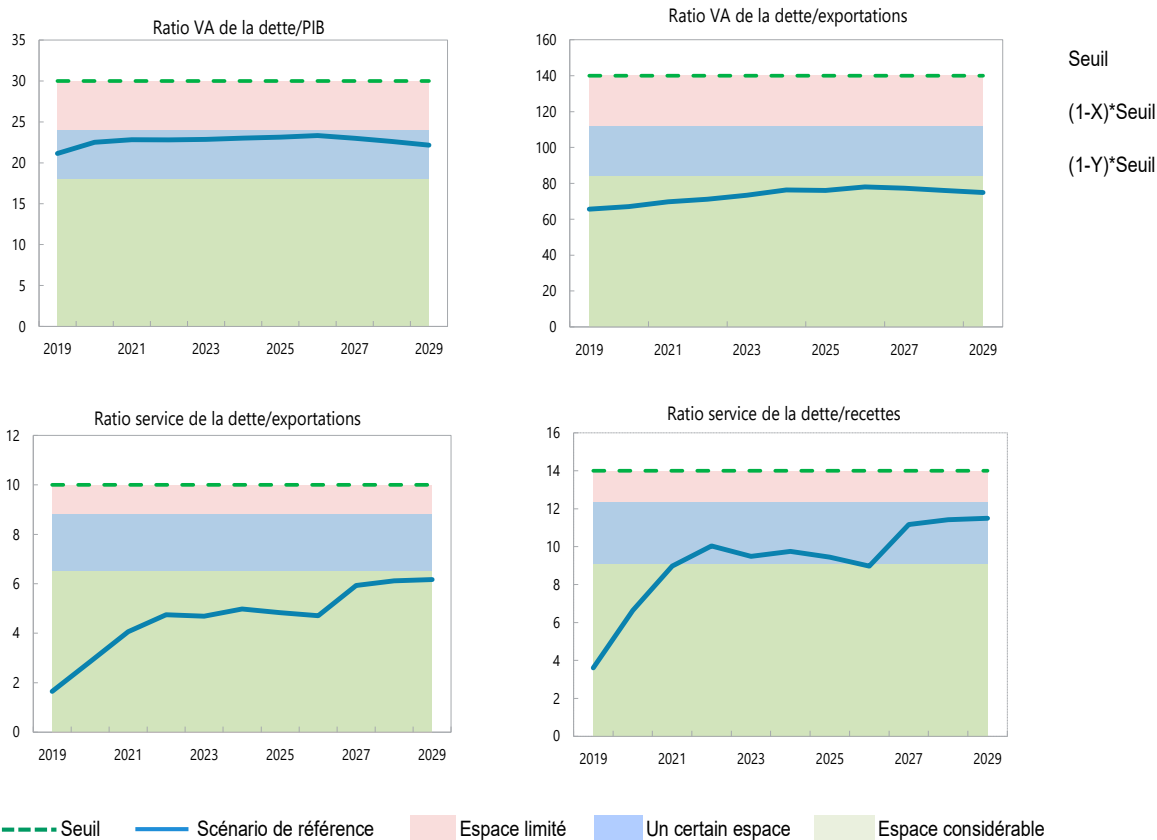 Ratio VA de la dette/PIB
35
30
25
20
15
10
5
0
2019 2021 2023 2025 2027 2029
Ratio VA de la dette/exportations
160
140
120
100
80
60
40
20
0
2019 2021 2023 2025 2027 2029
Seuil
(1-X)*Seuil
(1-Y)*Seuil
Ratio service de la dette/exportations
12
10
8
6
4
2
0
2019 2021 2023 2025 2027 2029
Ratio service de la dette/recettes
16
14
12
10
8
6
4
2
0
2019 2021 2023 2025 2027 2029
Seuil Scénario de référence Espace limité Un certain espace Espace considérable